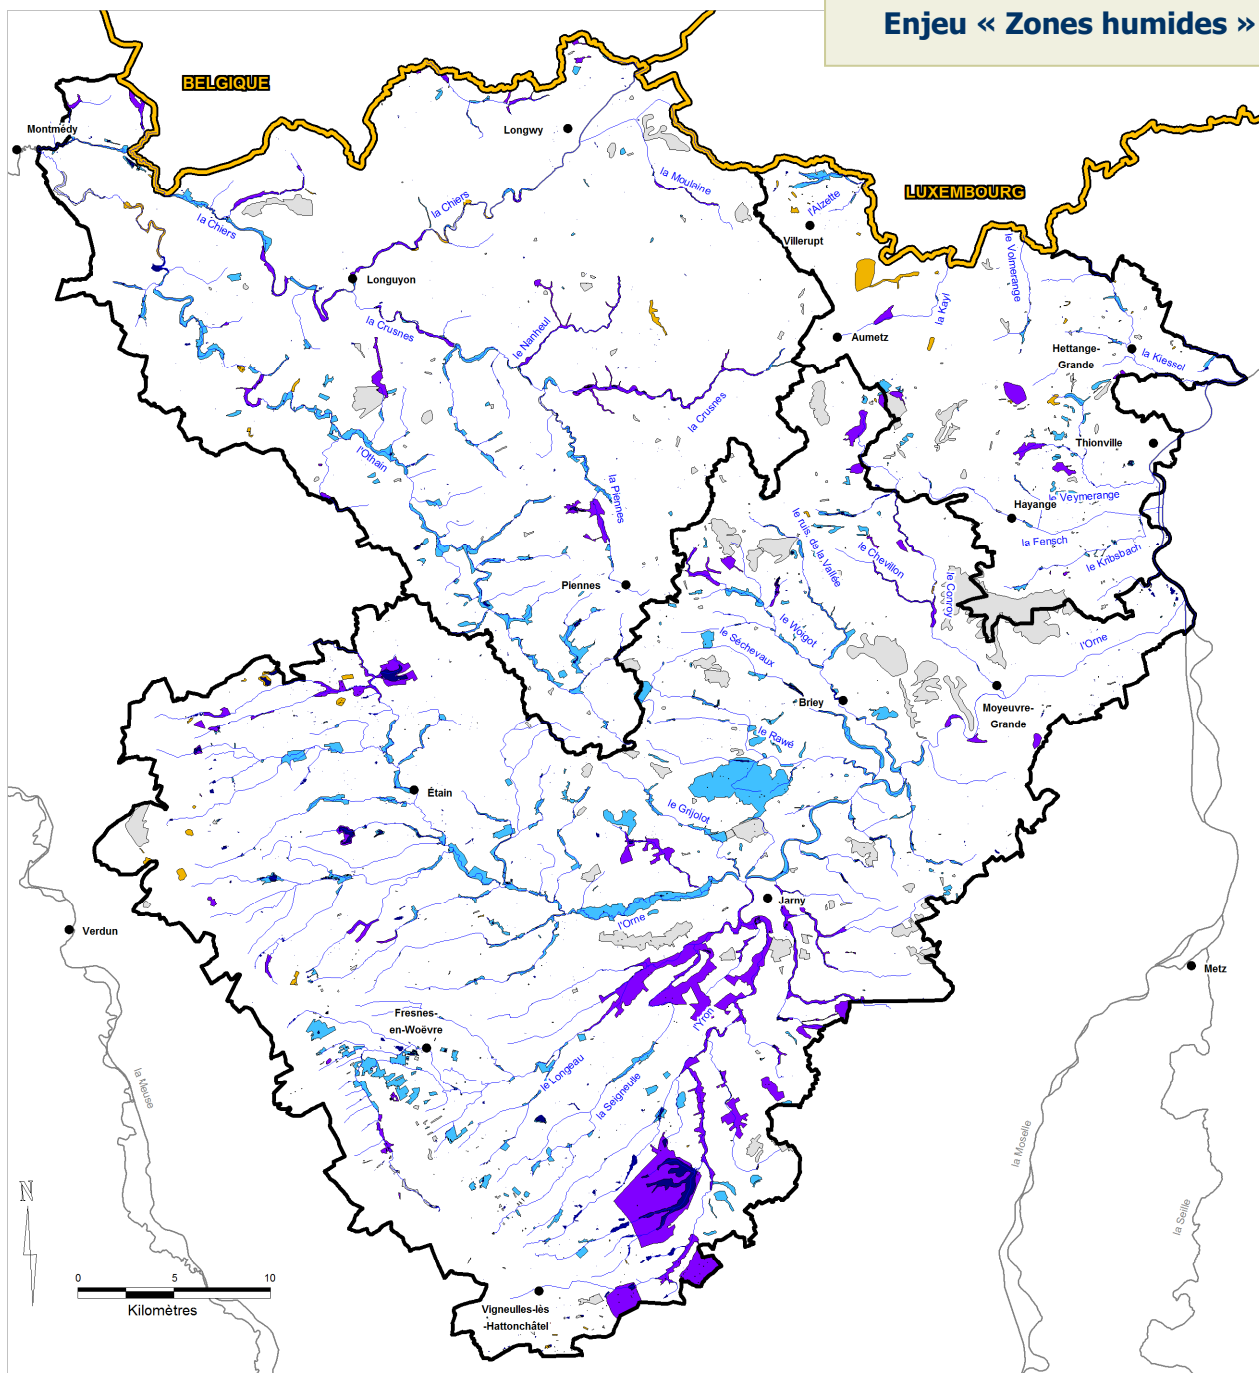 Enjeu « Zones humides »
BELGIQUE
Montmédy
Longwy
la Moulaine
LUXEMBOURG
l'Alzette
la Chiers
la Chiers
Villerupt
le Volmerange
Longuyon
la Kayl
la Crusnes
le Nanheul
Aumetz
Hettange-
Grande
la Kiessel
la Crusnes
Thionville
l'Othain
la Piennes
Veymerange
Hayange
le ruis. de la Vallée
la Fensch
le Chevillon
le Kribsbach
Piennes
le Conroy
le Woigot
le Séchevaux
l'Orne
Briey
Moyeuvre-
Grande
le Rawé
Étain
le Grijolot
Jarny
l'Orne
Verdun
Metz
Fresnes-
en-Woëvre
l'Yron
le Longeau
la Seigneulle
la Meuse
la Moselle
la Seille
N
0 5 10
Kilomètres
Vigneulles-lès
-Hattonchâtel